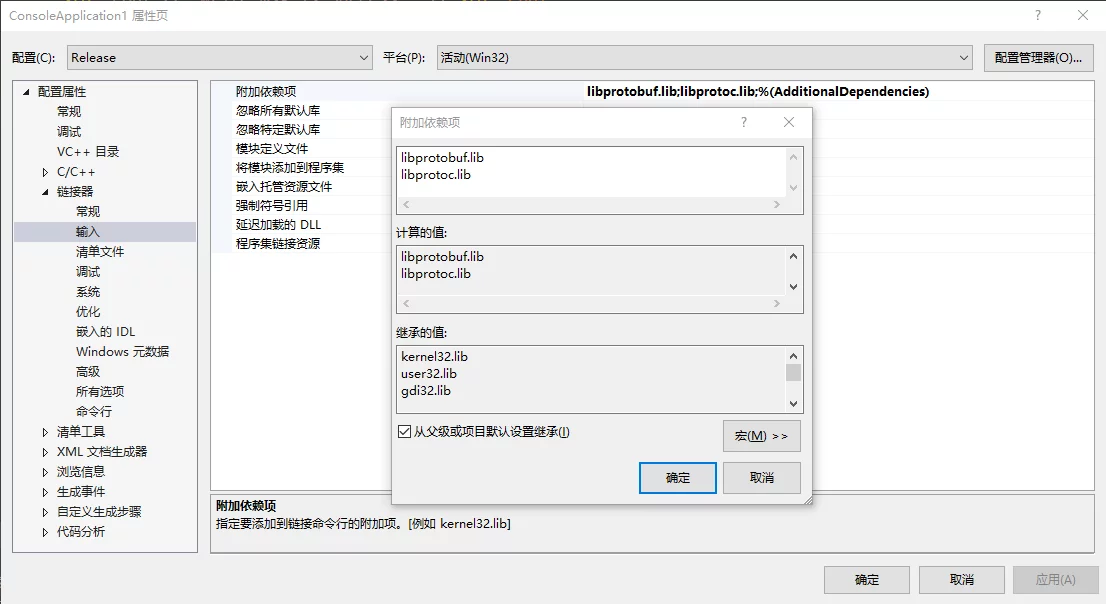 ConsoleApplication1 属性页
?
配置(C):
Release
平台(P):
活动(Win32)
配置管理器(O)...
配置属性
常规
调试
VC++ 目录
C/C++
链接器
常规
输入
清单文件
调试
系统
优化
嵌入的 IDL
Windows 元数据
高级
所有选项
命令行
清单工具
XML 文档生成器
浏览信息
生成事件
自定义生成步骤
代码分析
附加依赖项 libprotobuf.lib;libprotoc.lib;%(AdditionalDependencies)
忽略所有默认库
忽略特定默认库
模块定义文件
将模块添加到程序集
嵌入托管资源文件
强制符号引用
延迟加载的 DLL
程序集链接资源
附加依赖项
?
libprotobuf.lib
libprotoc.lib
计算的值:
libprotobuf.lib
libprotoc.lib
继承的值:
kernel32.lib
user32.lib
gdi32.lib
从父级或项目默认设置继承(I)
宏(M) >>
确定
取消
附加依赖项
指定要添加到链接命令行的附加项。[例如 kernel32.lib]
确定
取消
应用(A)